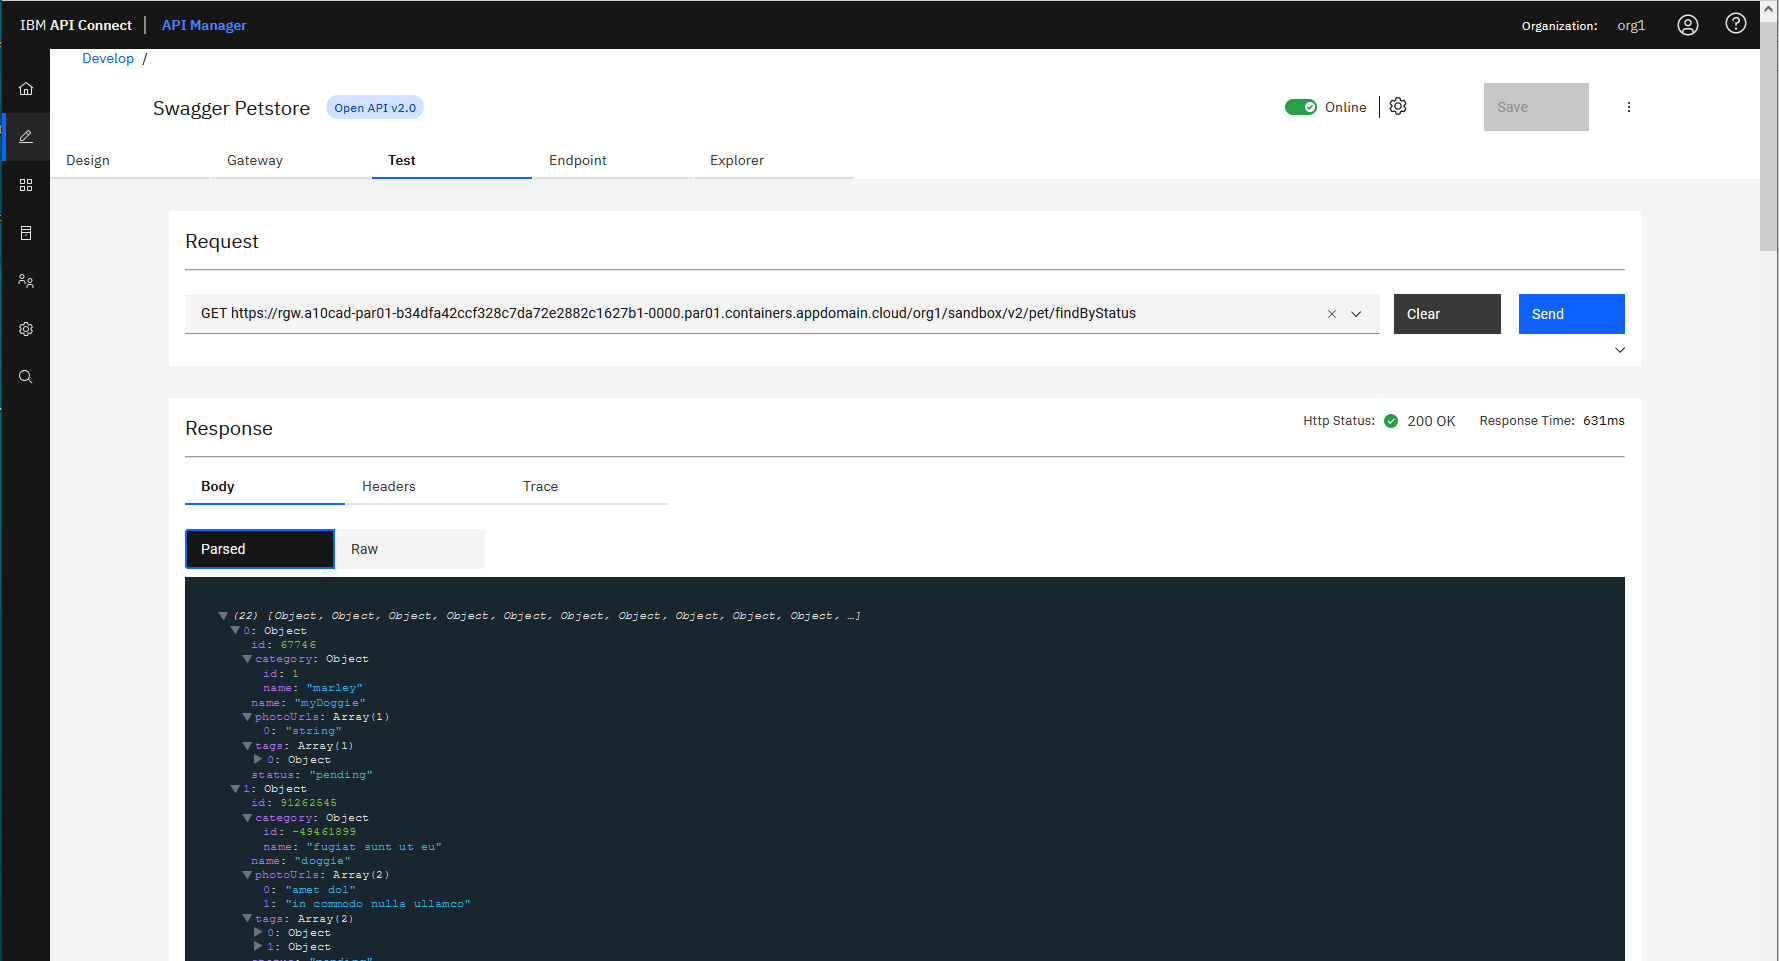 IBM API Connect | API Manager
Organization: org1
Develop /
Swagger Petstore
Open API v2.0
Online
Save
Design
Gateway
Test
Endpoint
Explorer
Request
GET https://rgw.a10cad-par01-b34dfa42ccf328c7da72e2882c1627b1-0000.par01.containers.appdomain.cloud/org1/sandbox/v2/pet/findByStatus
Clear
Send
Response
Http Status: 200 OK
Response Time: 631ms
Body
Headers
Trace
Parsed
Raw
(22) [Object, Object, Object, Object, Object, Object, Object, Object, Object, Object, …]
0: Object
id: 67746
category: Object
id: 1
name: "marley"
name: "myDoggie"
photoUrls: Array(1)
0: "string"
tags: Array(1)
0: Object
status: "pending"
1: Object
id: 91262545
category: Object
id: -49461899
name: "fugiat sunt ut eu"
name: "doggie"
photoUrls: Array(2)
0: "amet dol"
1: "in commodo nulla ullamco"
tags: Array(2)
0: Object
1: Object
status: "pending"